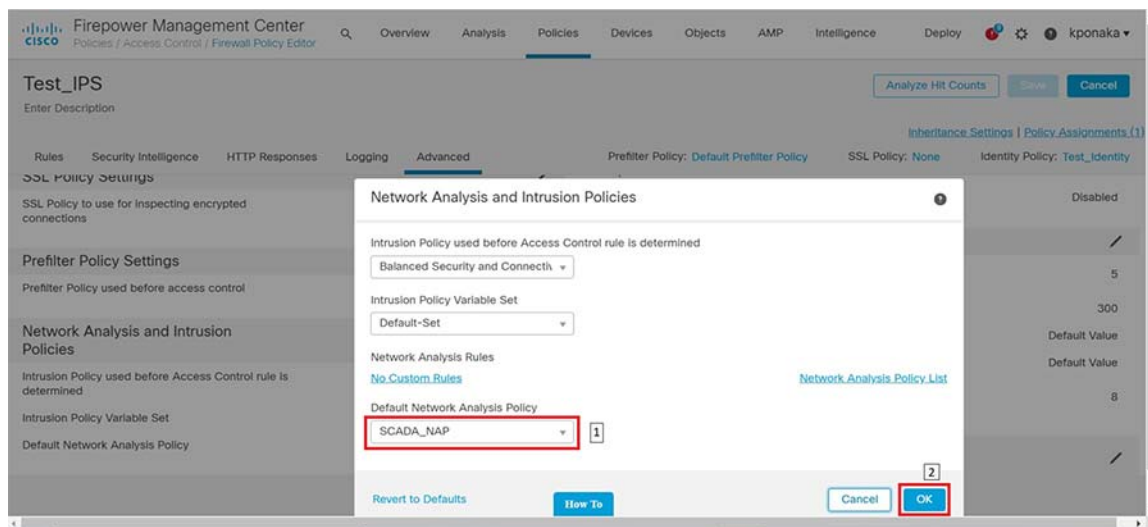 Firepower Management Center
CISCO
Policies / Access Control / Firewall Policy Editor
Overview Analysis Policies Devices Objects AMP Intelligence Deploy kponaka
Test_IPS
Enter Description
Analyze Hit Counts Save Cancel
Inheritance Settings | Policy Assignments (1)
Rules Security Intelligence HTTP Responses Logging Advanced Prefilter Policy: Default Prefilter Policy SSL Policy: None Identity Policy: Test_Identity
SSL Policy Settings
SSL Policy to use for inspecting encrypted
connections
Disabled
Prefilter Policy Settings
Prefilter Policy used before access control
5
300
Network Analysis and Intrusion
Policies
Default Value
Default Value
Intrusion Policy used before Access Control rule is
determined
8
Intrusion Policy Variable Set
Default Network Analysis Policy
Network Analysis and Intrusion Policies
Intrusion Policy used before Access Control rule is determined
Balanced Security and Connectiv
Intrusion Policy Variable Set
Default-Set
Network Analysis Rules
No Custom Rules Network Analysis Policy List
Default Network Analysis Policy
SCADA_NAP 1
2
Revert to Defaults How To Cancel OK